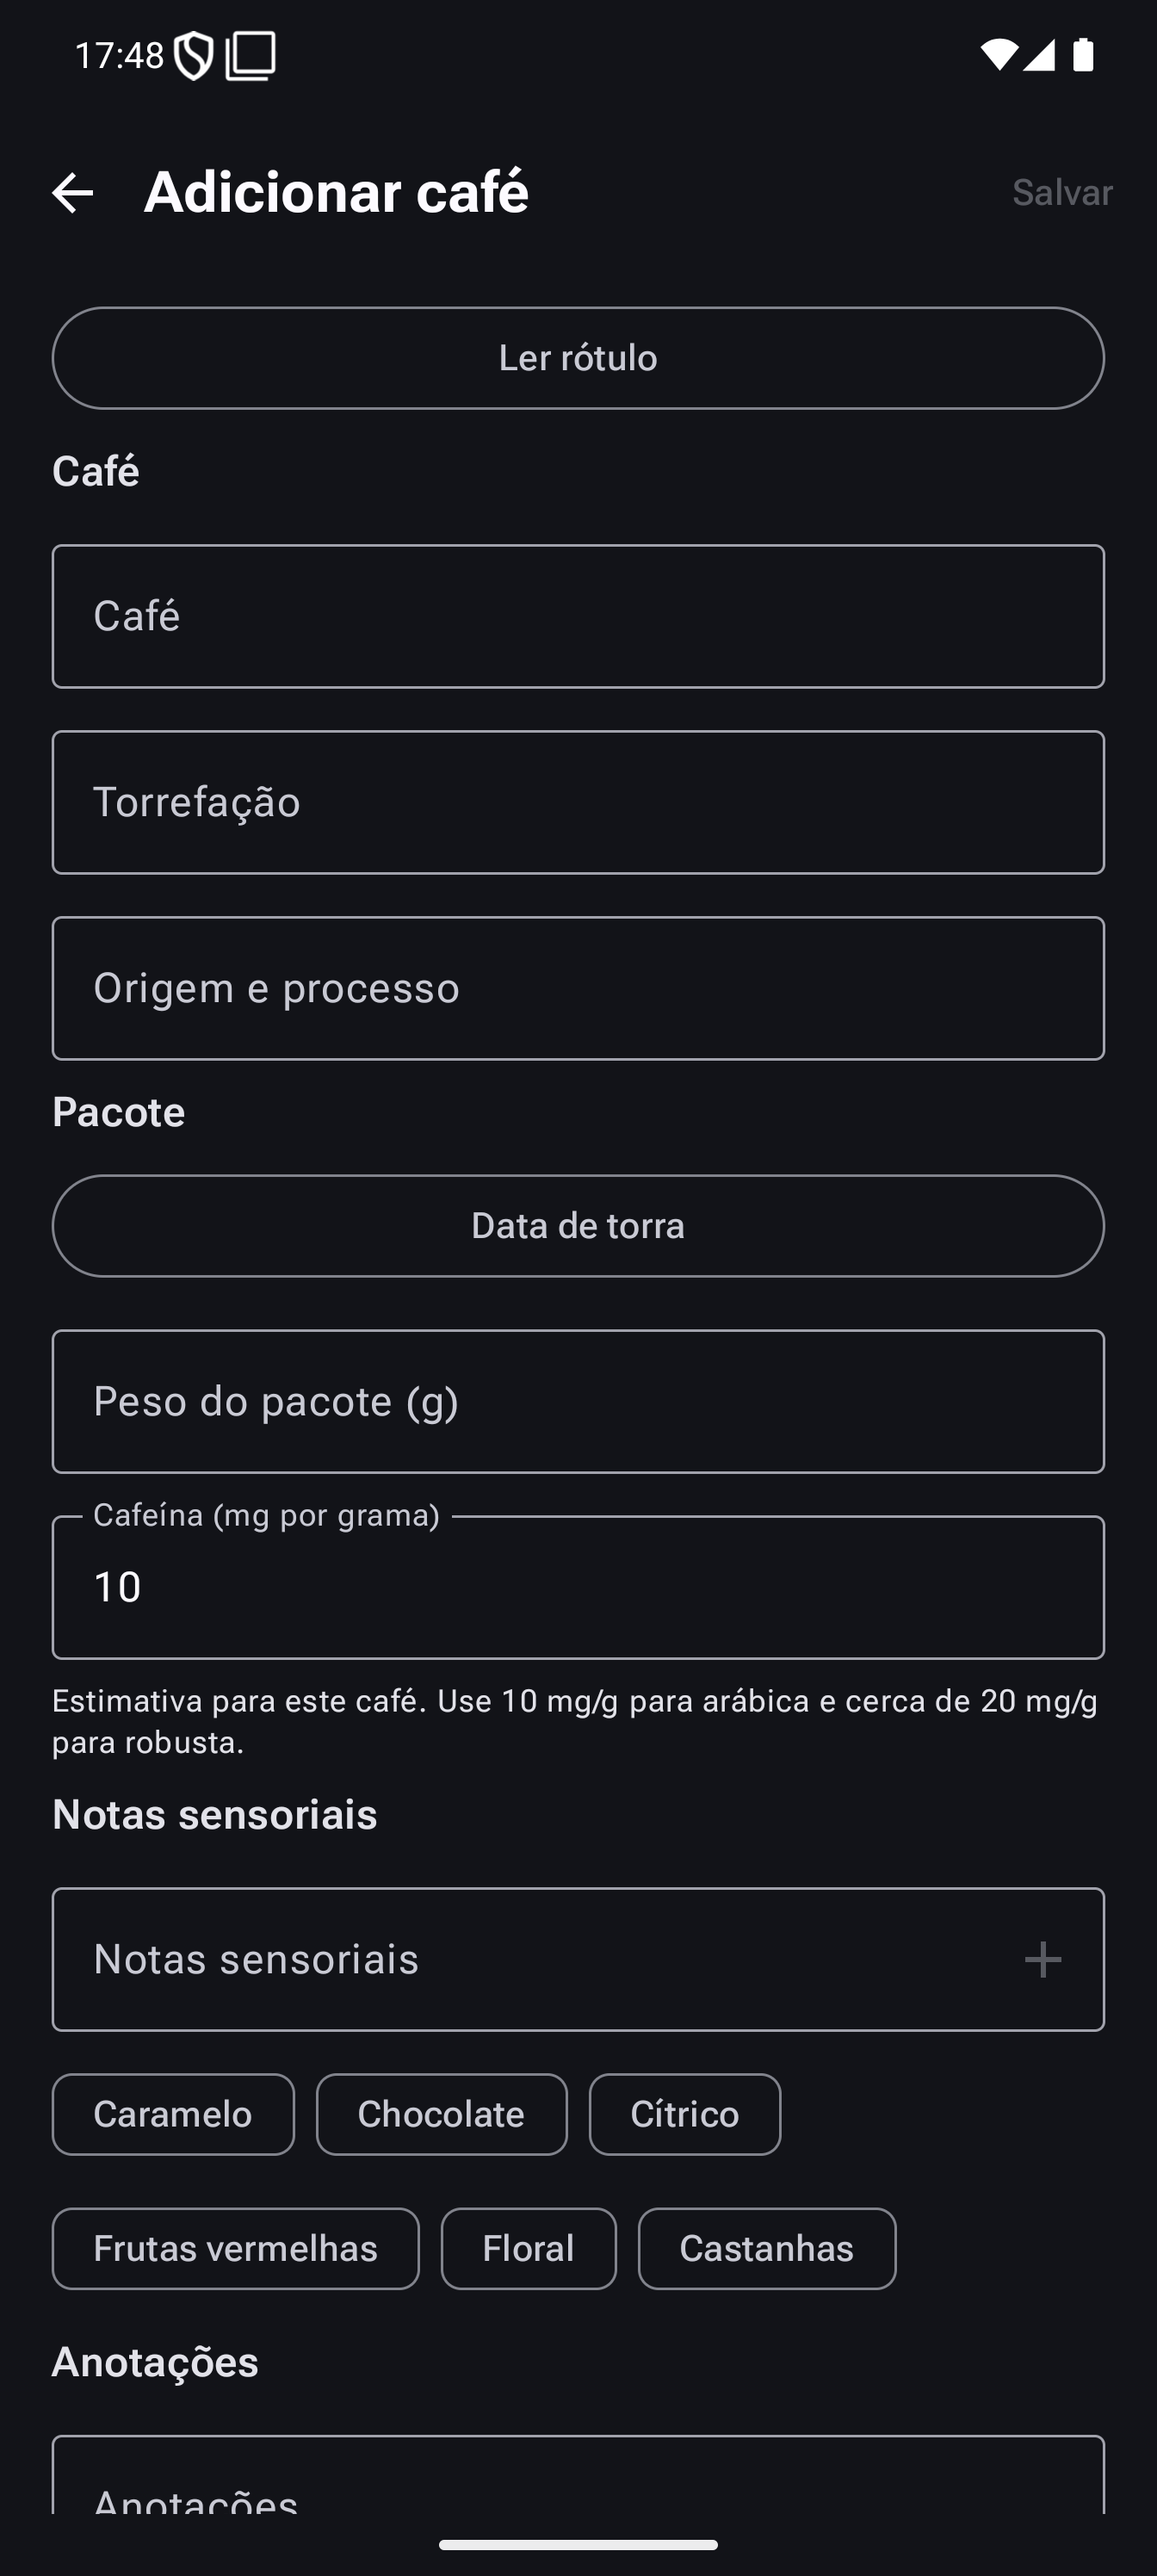 17:48
Adicionar café
Salvar
Ler rótulo
Café
Café
Torrefação
Origem e processo
Pacote
Data de torra
Peso do pacote (g)
Cafeína (mg por grama)
10
Estimativa para este café. Use 10 mg/g para arábica e cerca de 20 mg/g
para robusta.
Notas sensoriais
Notas sensoriais
Caramelo
Chocolate
Cítrico
Frutas vermelhas
Floral
Castanhas
Anotações
Anotações